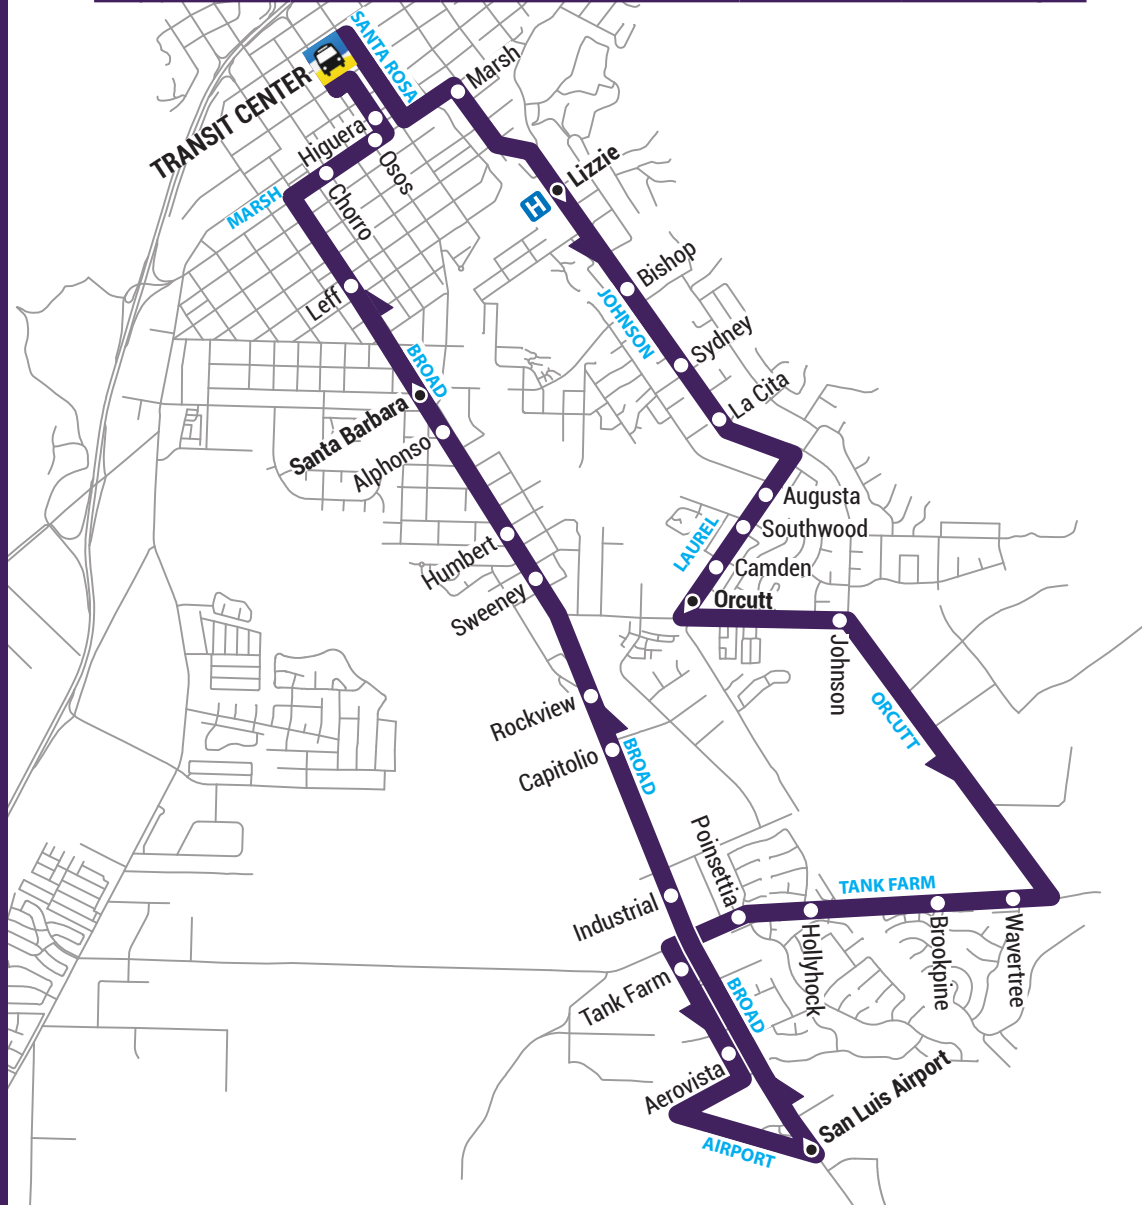 SANTA ROSA
Marsh
TRANSIT CENTER
Higuera
Osos
Lizzie
H
MARSH
Chorro
Bishop
Leff
JOHNSON
Sydney
BROAD
La Cita
Santa Barbara
Alphonso
Augusta
LAUREL
Southwood
Humbert
Camden
Sweeney
Orcutt
Johnson
Rockview
ORCUTT
Capitolio
BROAD
Poinsettia
TANK FARM
Industrial
Hollyhock
Brookpine
Wavertree
Tank Farm
BROAD
Aerovista
San Luis Airport
AIRPORT